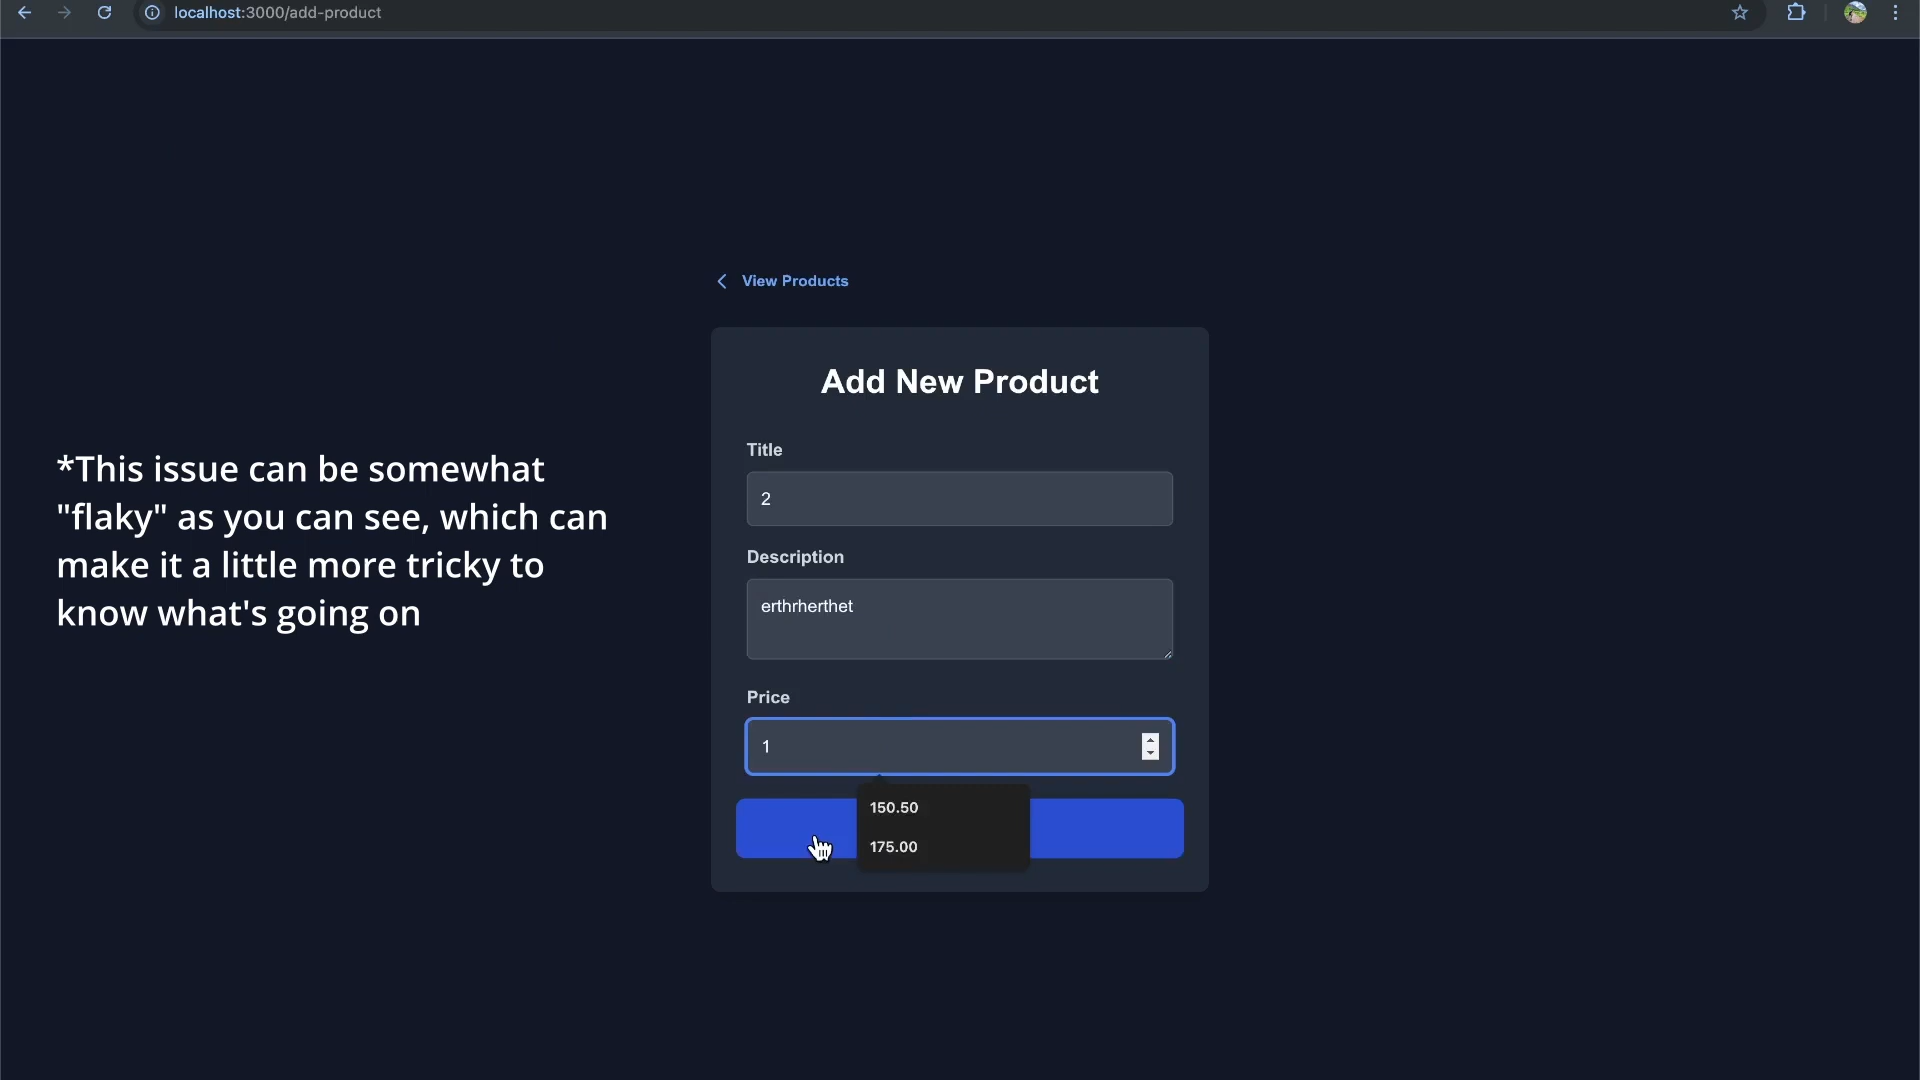 localhost:3000/add-product
View Products
Add New Product
Title
2
Description
erthrherthet
Price
1
150.50
175.00
*This issue can be somewhat
"flaky" as you can see, which can
make it a little more tricky to
know what's going on